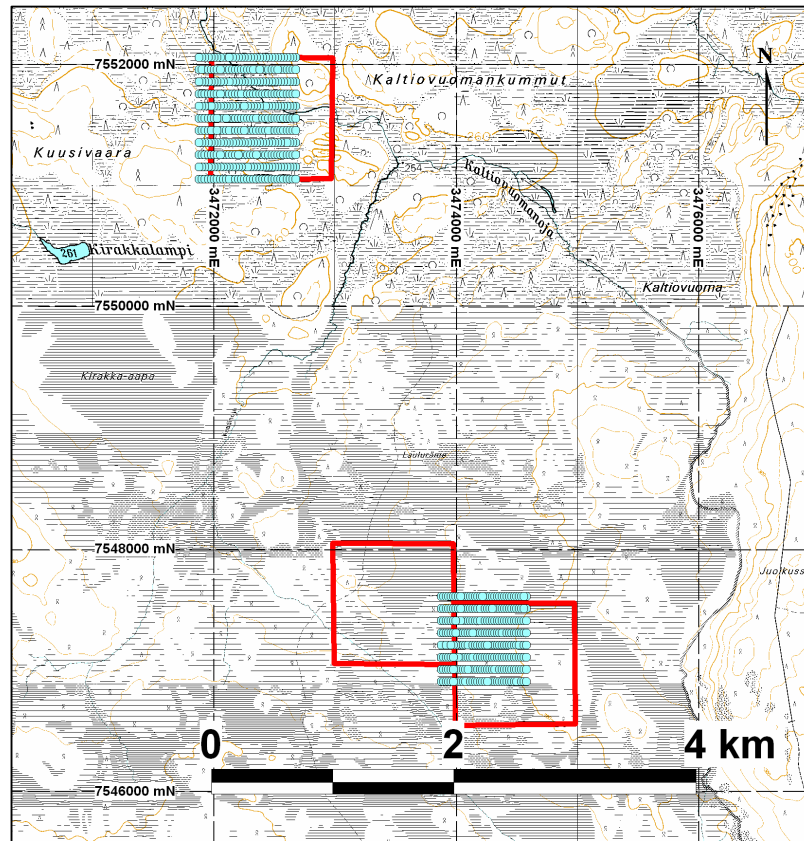 7552000 mN
Kaltiovuomankummut
N
Kuusivaara
254
Kaltiovuomanoja
3472000 mE
3474000 mE
3476000 mE
261
Kirakkalampi
300
Kaltiovuoma
7550000 mN
Kirakka-aapa
7548000 mN
Juolkuss
0 2 4 km
7546000 mN